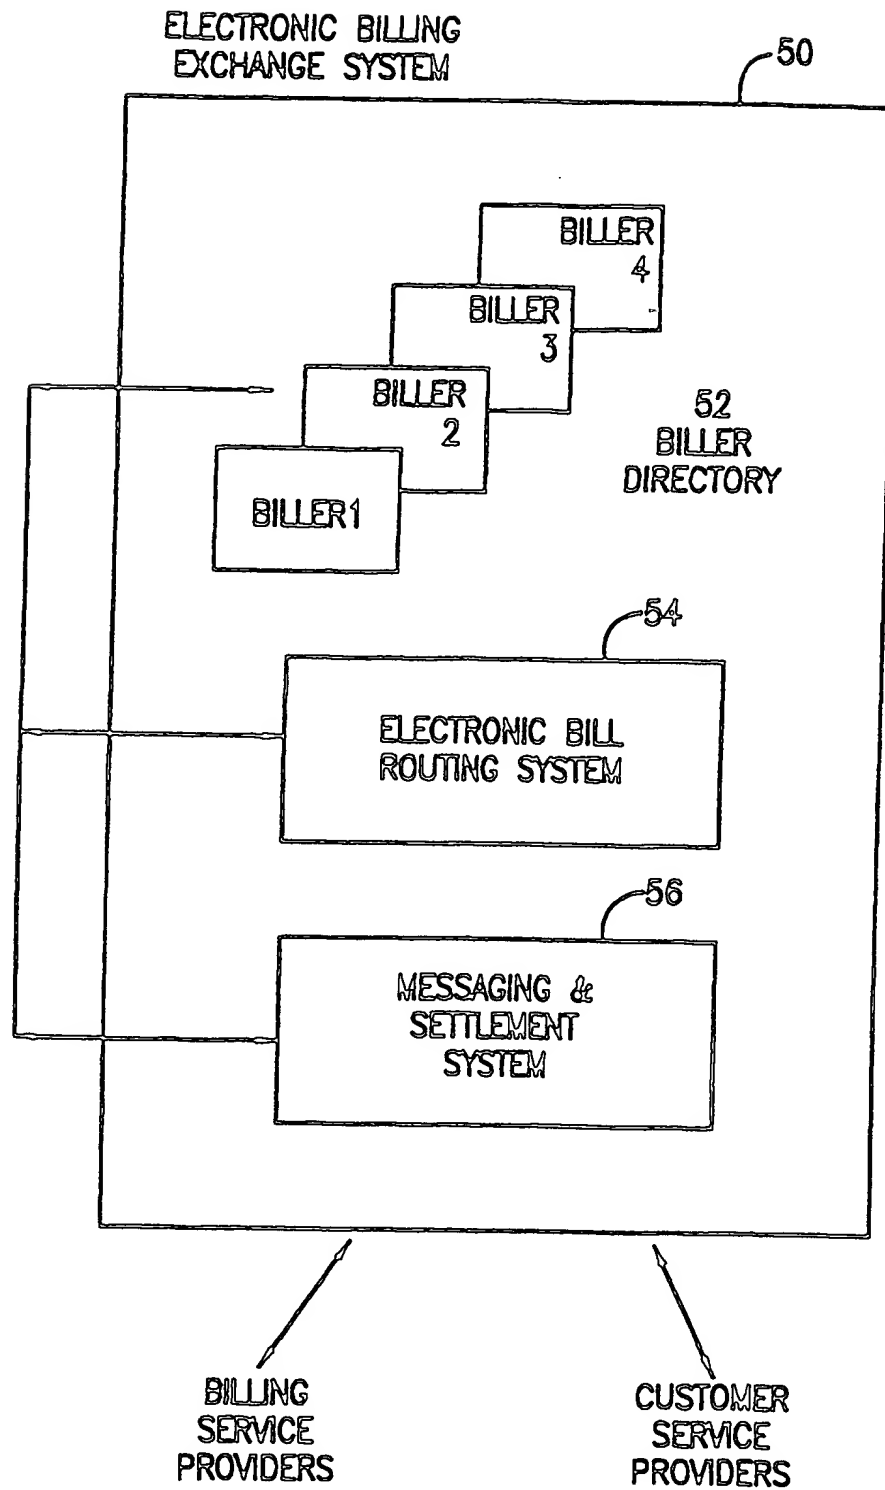 ELECTRONIC BILLING
EXCHANGE SYSTEM
50
BILLER
4
BILLER
3
BILLER
2
BILLER1
52
BILLER
DIRECTORY
54
ELECTRONIC BILL
ROUTING SYSTEM
56
MESSAGING &
SETTLEMENT
SYSTEM
BILLING
SERVICE
PROVIDERS
CUSTOMER
SERVICE
PROVIDERS